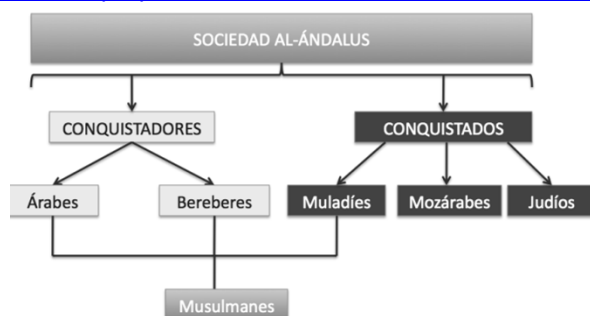 SOCIEDAD AL-ÁNDALUS
CONQUISTADORES
CONQUISTADOS
Árabes
Bereberes
Muladíes
Mozárabes
Judíos
Musulmanes